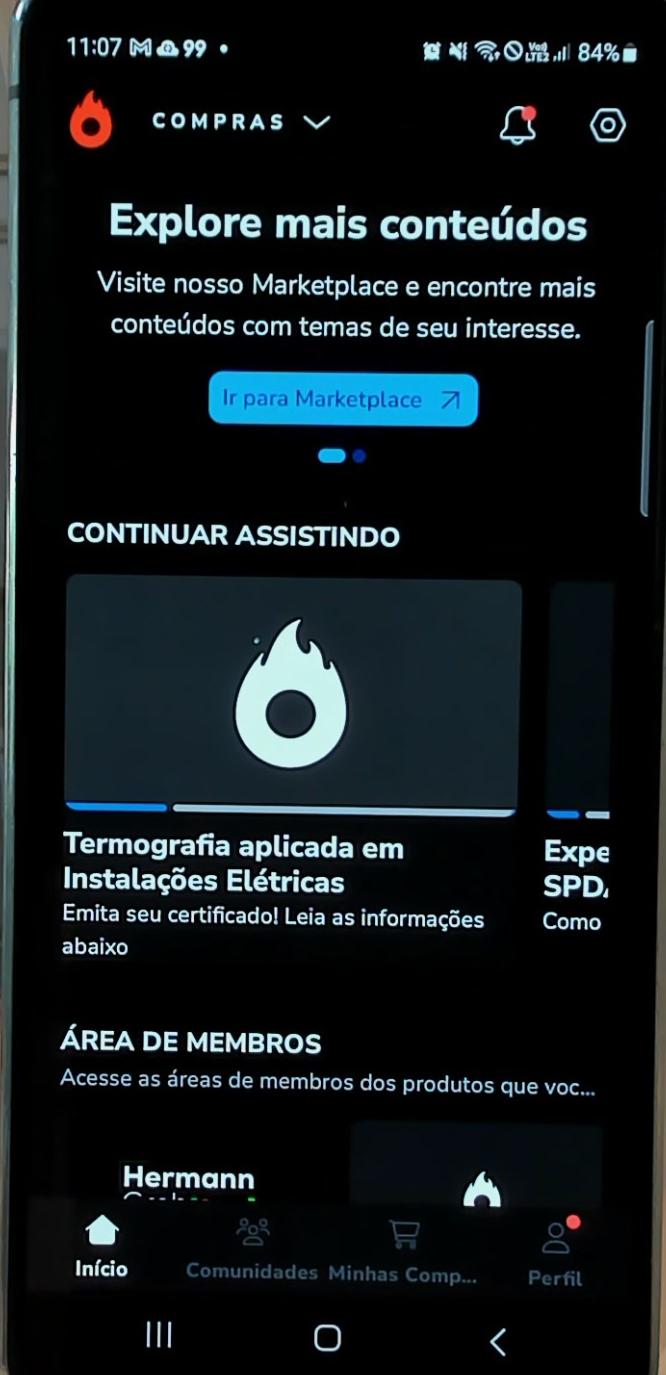 11:07 99
84%
COMPRAS
Explore mais conteúdos
Visite nosso Marketplace e encontre mais
conteúdos com temas de seu interesse.
Ir para Marketplace
CONTINUAR ASSISTINDO
Termografia aplicada em
Instalações Elétricas
Emita seu certificado! Leia as informações
abaixo
Expe
SPDA
Como
ÁREA DE MEMBROS
Acesse as áreas de membros dos produtos que voc...
Hermann
Início
Comunidades
Minhas Comp...
Perfil